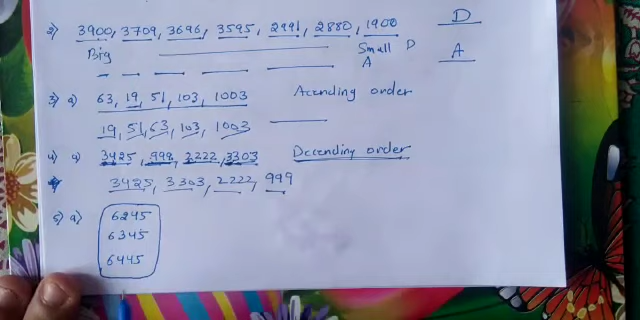 2) 3900, 3709, 3696, 3595, 2991, 2880, 1900 D
Big Small D A
A
3) a) 63, 19, 51, 103, 1003 Acending order
19, 51, 63, 103, 1003
4) a) 3425, 999, 2222, 3303 Decending order
3425, 3303, 2222, 999
5) a) 6245
6345
6445